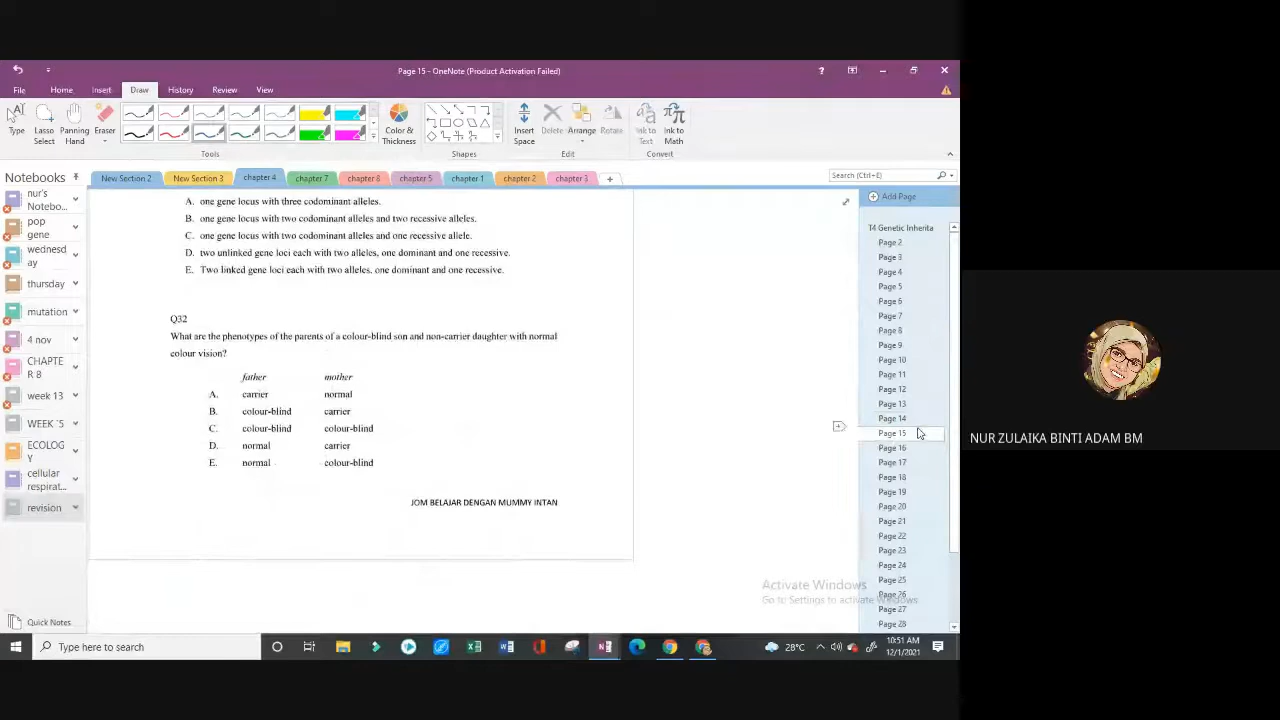 Page 15 - OneNote (Product Activation Failed)
File Home Insert Draw History Review View
Type
Lasso Select
Panning Hand
Eraser
Color & Thickness
Insert Space
Delete
Arrange
Rotate
Ink to Text
Ink to Math
Tools
Shapes
Edit
Convert
Notebooks
New Section 2 New Section 3 chapter 4 chapter 7 chapter 8 chapter 5 chapter 1 chapter 2 chapter 3
Search (Ctrl+E)
nur's Notebo...
pop gene
wednesd ay
thursday
mutation
4 nov
CHAPTE R 8
week 13
WEEK '5
ECOLOG Y
cellular respirat...
revision
Quick Notes
A. one gene locus with three codominant alleles.
B. one gene locus with two codominant alleles and two recessive alleles.
C. one gene locus with two codominant alleles and one recessive allele.
D. two unlinked gene loci each with two alleles, one dominant and one recessive.
E. Two linked gene loci each with two alleles, one dominant and one recessive.
Q32
What are the phenotypes of the parents of a colour-blind son and non-carrier daughter with normal
colour vision?
father mother
A. carrier normal
B. colour-blind carrier
C. colour-blind colour-blind
D. normal carrier
E. normal colour-blind
JOM BELAJAR DENGAN MUMMY INTAN
Add Page
T4 Genetic Inherita
Page 2
Page 3
Page 4
Page 5
Page 6
Page 7
Page 8
Page 9
Page 10
Page 11
Page 12
Page 13
Page 14
Page 15
Page 16
Page 17
Page 18
Page 19
Page 20
Page 21
Page 22
Page 23
Page 24
Page 25
Page 26
Page 27
Page 28
Activate Windows
Go to Settings to activate Windows.
Type here to search
28°C
10:51 AM
12/1/2021
NUR ZULAIKA BINTI ADAM BM